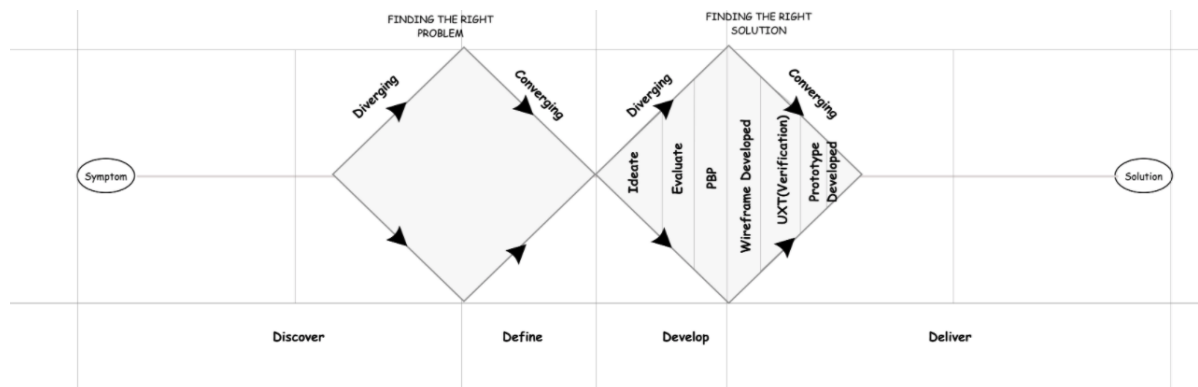 FINDING THE RIGHT
PROBLEM
FINDING THE RIGHT
SOLUTION
Diverging
Converging
Diverging
Converging
Symptom
Ideate
Evaluate
PBP
Wireframe Developed
UXT(Verification)
Prototype
Developed
Solution
Discover
Define
Develop
Deliver